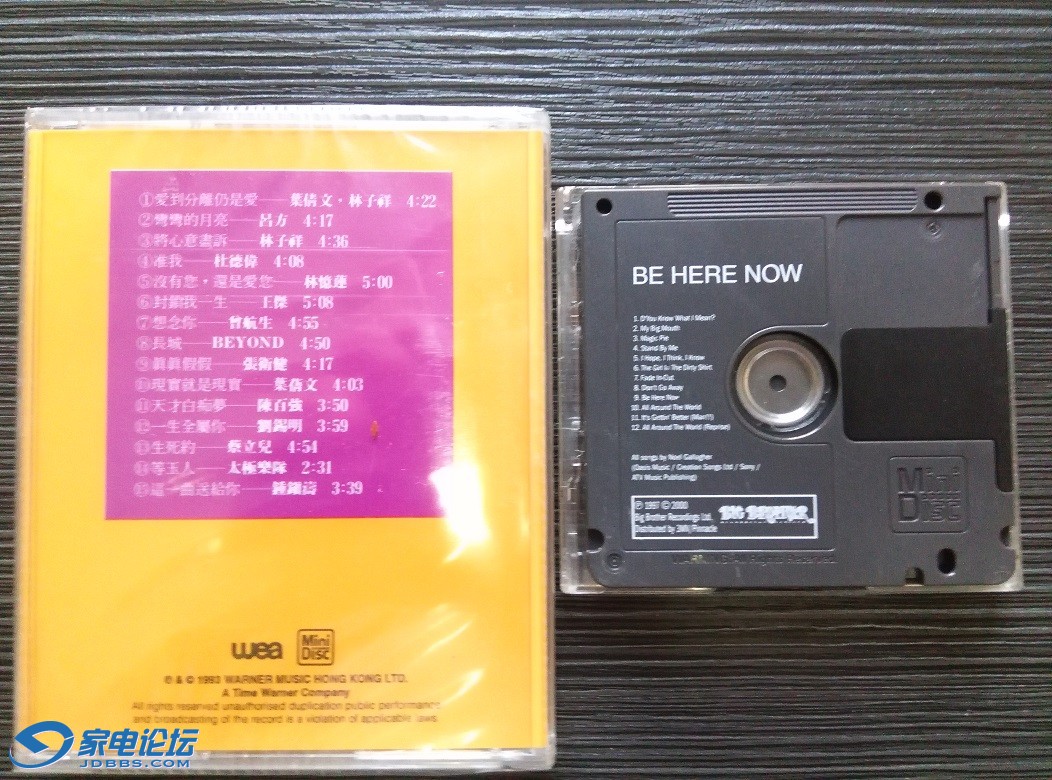 ①愛到分離仍是愛——葉蒨文·林子祥 4:22
②彎彎的月亮——呂方 4:17
③將心意盡訴——林子祥 4:36
④准我——杜德偉 4:08
⑤沒有您，還是愛您——林憶蓮 5:00
⑥封鎖我一生——王傑 5:08
⑦想念你——曾航生 4:55
⑧長城——BEYOND 4:50
⑨眞眞假假——張衛健 4:17
⑩現實就是現實——葉蒨文 4:03
⑪天才白痴夢——陳百強 3:50
⑫一生全屬你——劉錫明 3:59
⑬生死約——蔡立兒 4:54
⑭等玉人——太極樂隊 2:31
⑮這一曲送給你——鍾鎮濤 3:39
wea Mini Disc
℗ & © 1993 WARNER MUSIC HONG KONG LTD.
A Time Warner Company
All rights reserved unauthorised duplication public performance
and broadcasting of the record is a violation of applicable laws
BE HERE NOW
1. D'You Know What I Mean?
2. My Big Mouth
3. Magic Pie
4. Stand By Me
5. I Hope, I Think, I Know
6. The Girl In The Dirty Shirt
7. Fade In-Out
8. Don't Go Away
9. Be Here Now
10. All Around The World
11. It's Gettin' Better (Man!!)
12. All Around The World (Reprise)
All songs by Noel Gallagher
(Oasis Music / Creation Songs Ltd / Sony /
ATV Music Publishing)
℗ 1997 © 2000
Big Brother Recordings Ltd.
Distributed by 3MV/Pinnacle
BIG BROTHER
Mini
Disc
All Rights Reserved
家电论坛
JDBBS.COM